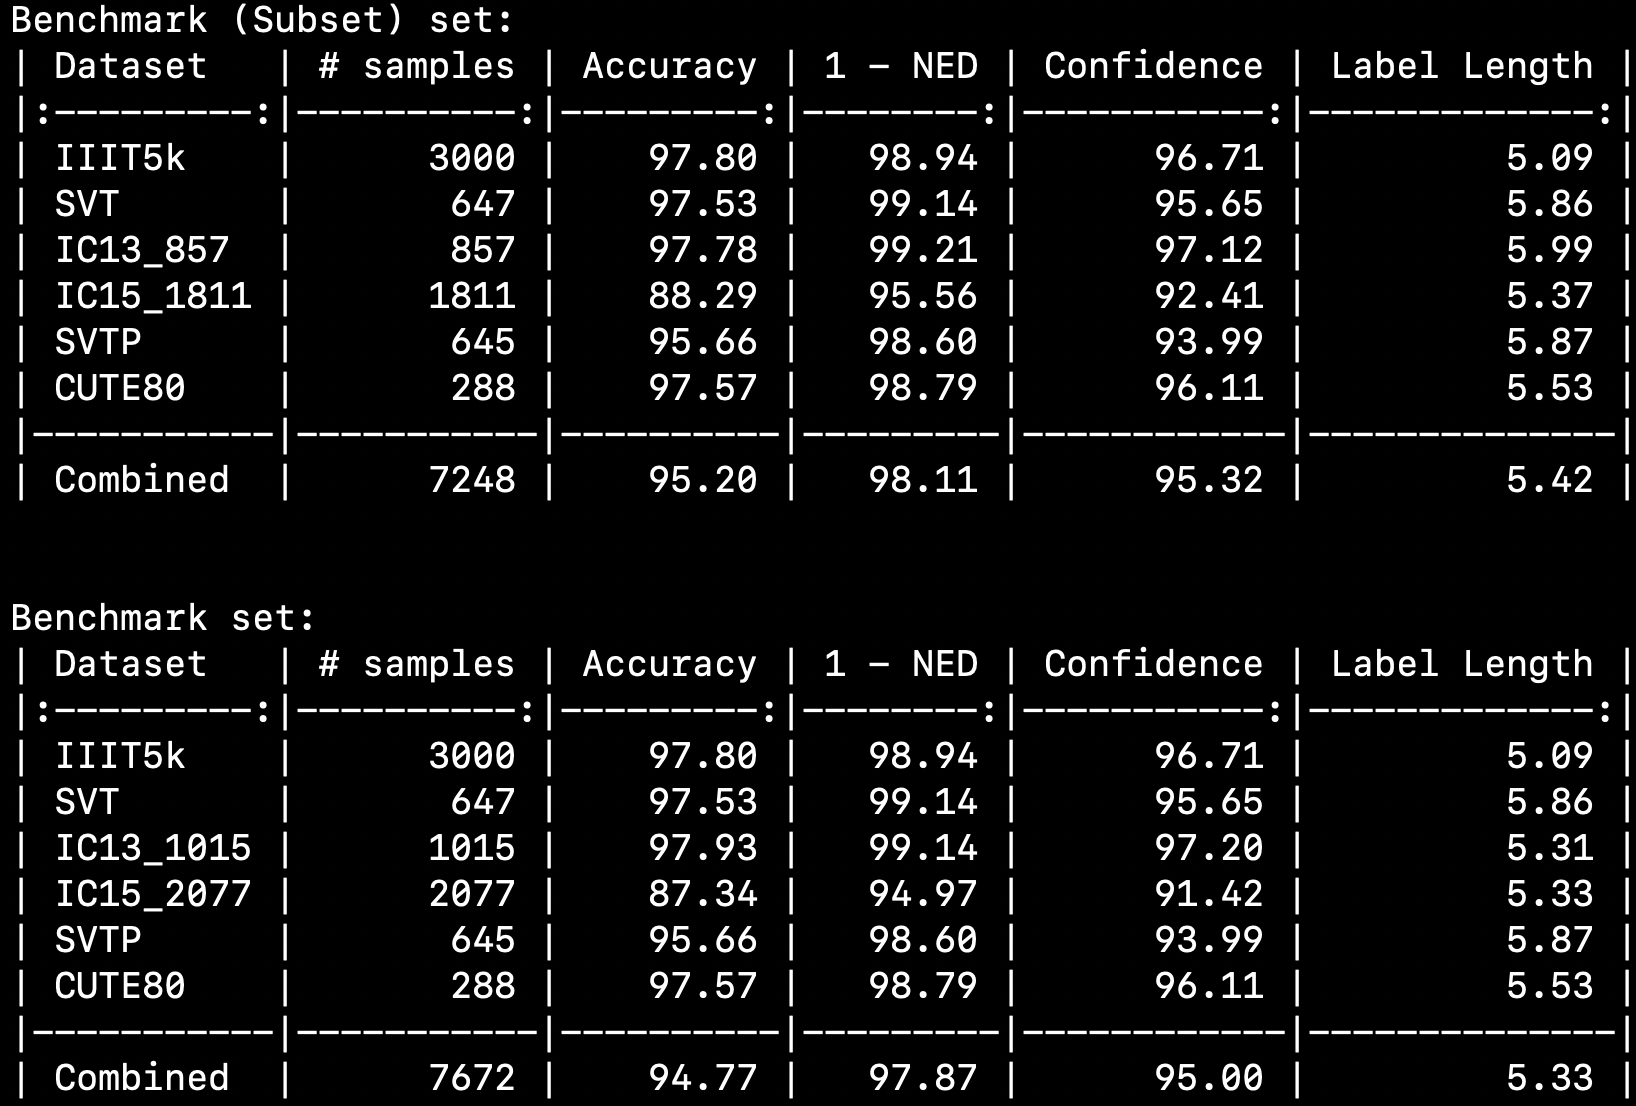 Benchmark (Subset) set:
| Dataset | # samples | Accuracy | 1 - NED | Confidence | Label Length |
|:---------:|----------:|---------:|--------:|-----------:|-------------:|
| IIIT5k | 3000 | 97.80 | 98.94 | 96.71 | 5.09 |
| SVT | 647 | 97.53 | 99.14 | 95.65 | 5.86 |
| IC13_857 | 857 | 97.78 | 99.21 | 97.12 | 5.99 |
| IC15_1811 | 1811 | 88.29 | 95.56 | 92.41 | 5.37 |
| SVTP | 645 | 95.66 | 98.60 | 93.99 | 5.87 |
| CUTE80 | 288 | 97.57 | 98.79 | 96.11 | 5.53 |
|-----------|-----------|----------|---------|------------|--------------|
| Combined | 7248 | 95.20 | 98.11 | 95.32 | 5.42 |
Benchmark set:
| Dataset | # samples | Accuracy | 1 - NED | Confidence | Label Length |
|:---------:|----------:|---------:|--------:|-----------:|-------------:|
| IIIT5k | 3000 | 97.80 | 98.94 | 96.71 | 5.09 |
| SVT | 647 | 97.53 | 99.14 | 95.65 | 5.86 |
| IC13_1015 | 1015 | 97.93 | 99.14 | 97.20 | 5.31 |
| IC15_2077 | 2077 | 87.34 | 94.97 | 91.42 | 5.33 |
| SVTP | 645 | 95.66 | 98.60 | 93.99 | 5.87 |
| CUTE80 | 288 | 97.57 | 98.79 | 96.11 | 5.53 |
|-----------|-----------|----------|---------|------------|--------------|
| Combined | 7672 | 94.77 | 97.87 | 95.00 | 5.33 |